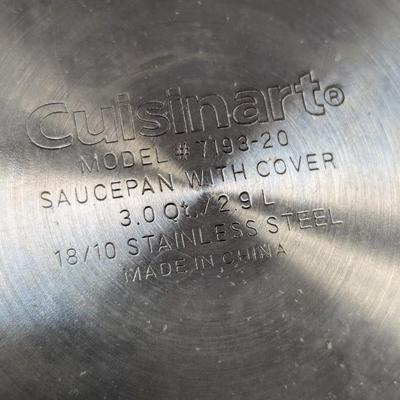 Cuisinart®
MODEL # 7193-20
SAUCEPAN WITH COVER
3.0 Qt./2.9 L
18/10 STAINLESS STEEL
MADE IN CHINA